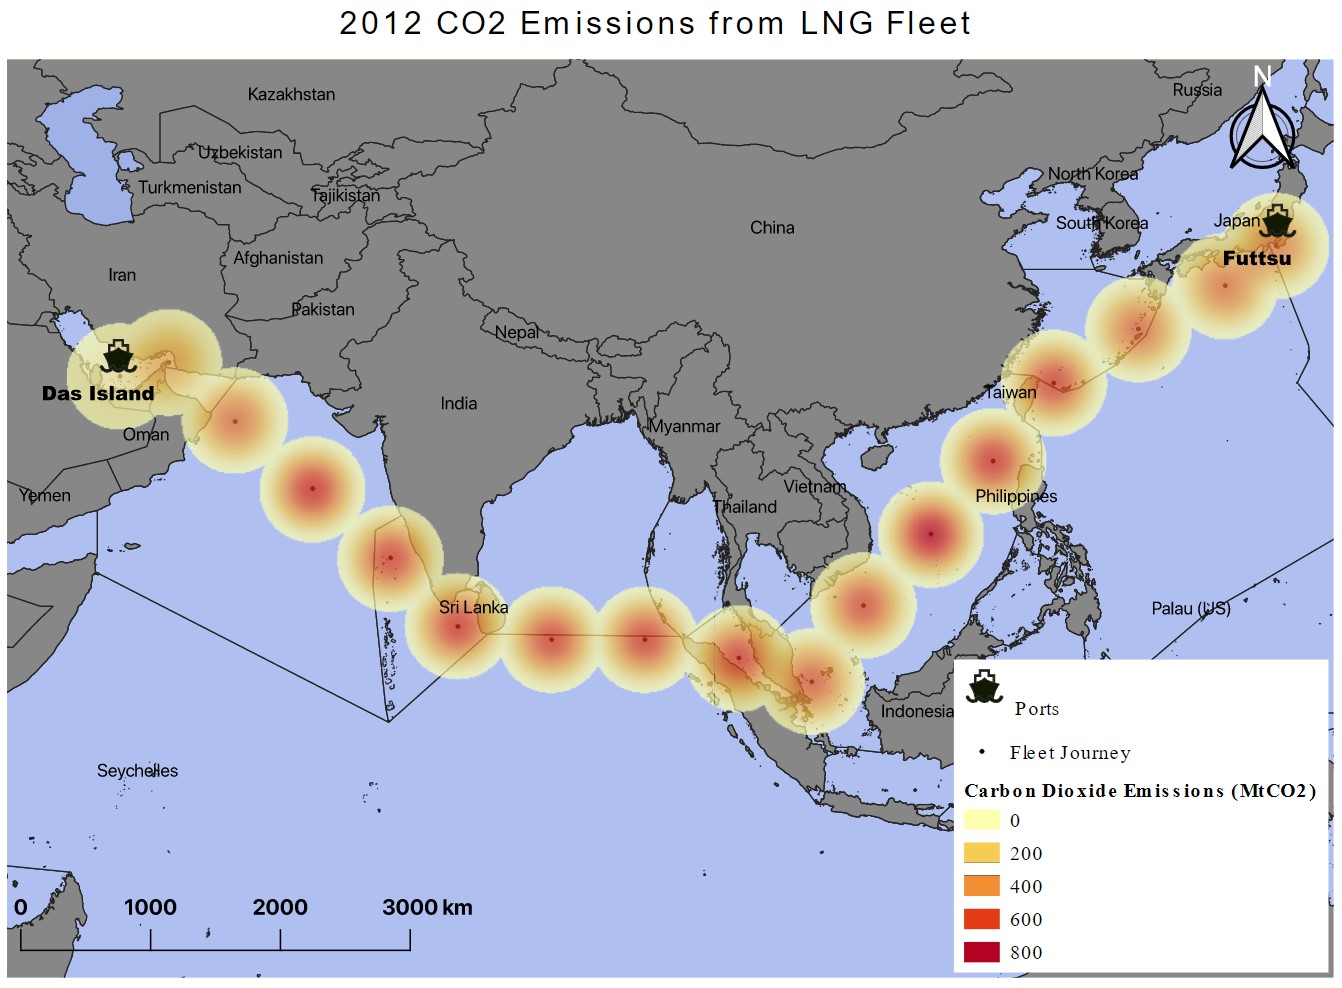 2012 CO2 Emissions from LNG Fleet
N
Kazakhstan
Russia
Uzbekistan
Turkmenistan
Tajikistan
North Korea
South Korea
Japan
China
Afghanistan
Iran
Futtsu
Pakistan
Nepal
Das Island
India
Taiwan
Myanmar
Oman
Vietnam
Yemen
Philippines
Thailand
Sri Lanka
Palau (US)
Indonesia
Seychelles
Ports
Fleet Journey
Carbon Dioxide Emissions (MtCO2)
0
200
400
600
800
0 1000 2000 3000 km